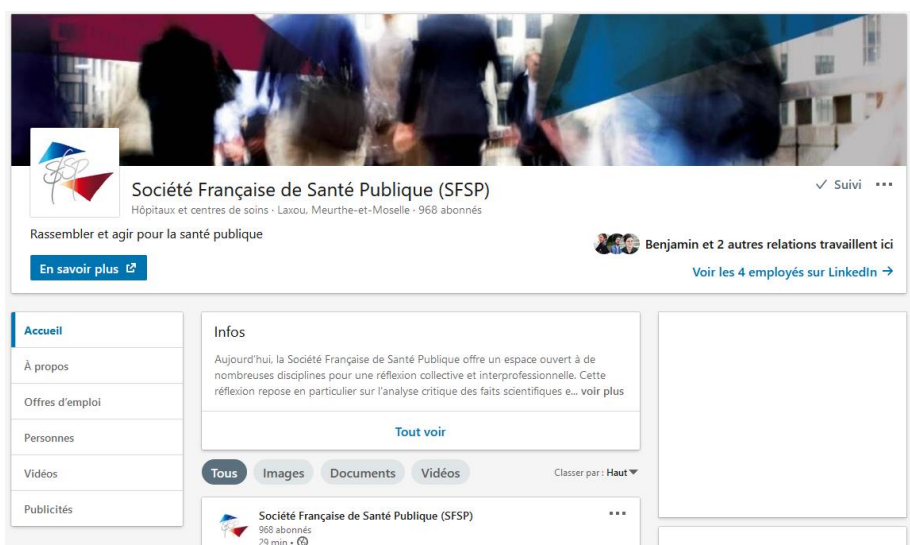 SFSP
Société Française de Santé Publique (SFSP)
Hôpitaux et centres de soins · Laxou, Meurthe-et-Moselle · 968 abonnés
Suivi
Rassembler et agir pour la santé publique
Benjamin et 2 autres relations travaillent ici
En savoir plus
Voir les 4 employés sur LinkedIn →
Accueil
À propos
Offres d'emploi
Personnes
Vidéos
Publicités
Infos
Aujourd'hui, la Société Française de Santé Publique offre un espace ouvert à de
nombreuses disciplines pour une réflexion collective et interprofessionnelle. Cette
réflexion repose en particulier sur l'analyse critique des faits scientifiques e... voir plus
Tout voir
Tous Images Documents Vidéos Classer par : Haut
Société Française de Santé Publique (SFSP)
968 abonnés
29 min •